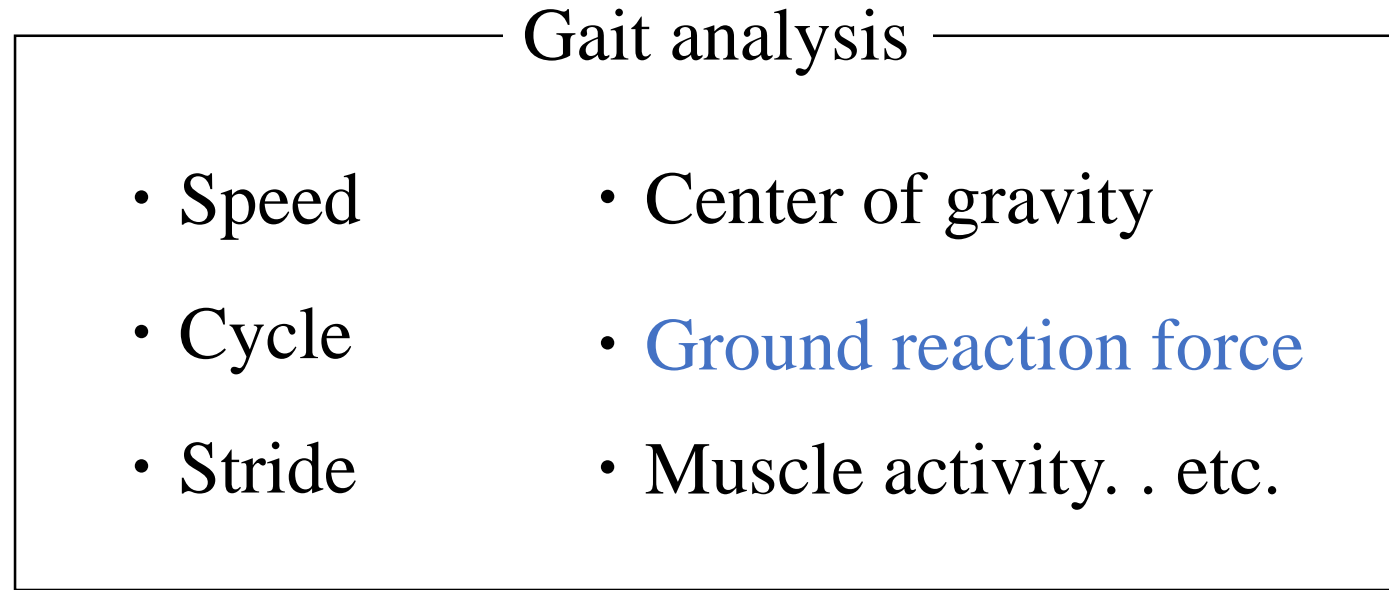 Gait analysis
・Speed
・Cycle
・Stride
・Center of gravity
・Ground reaction force
・Muscle activity. . etc.